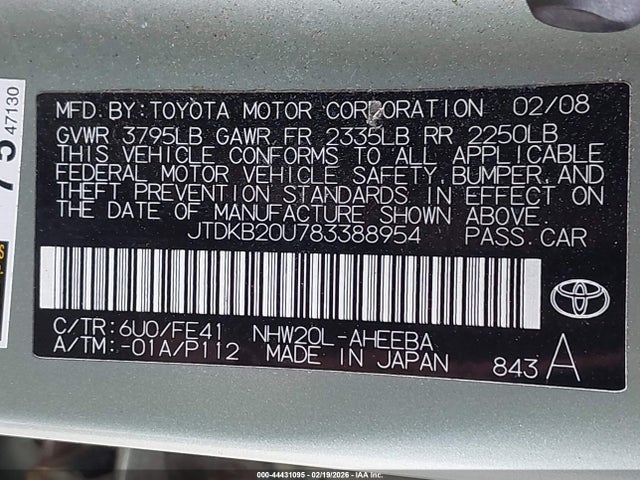 47130
MFD. BY: TOYOTA MOTOR CORPORATION 02/08
GVWR 3795LB GAWR FR 2335LB RR 2250LB
THIS VEHICLE CONFORMS TO ALL APPLICABLE
FEDERAL MOTOR VEHICLE SAFETY, BUMPER, AND
THEFT PREVENTION STANDARDS IN EFFECT ON
THE DATE OF MANUFACTURE SHOWN ABOVE.
JTDKB20U783388954 PASS. CAR
C/TR: 6U0/FE41 NHW20L-AHEEBA
A/TM: -01A/P112 MADE IN JAPAN 843 A
000-44431095 - 02/19/2026 - IAA Inc.